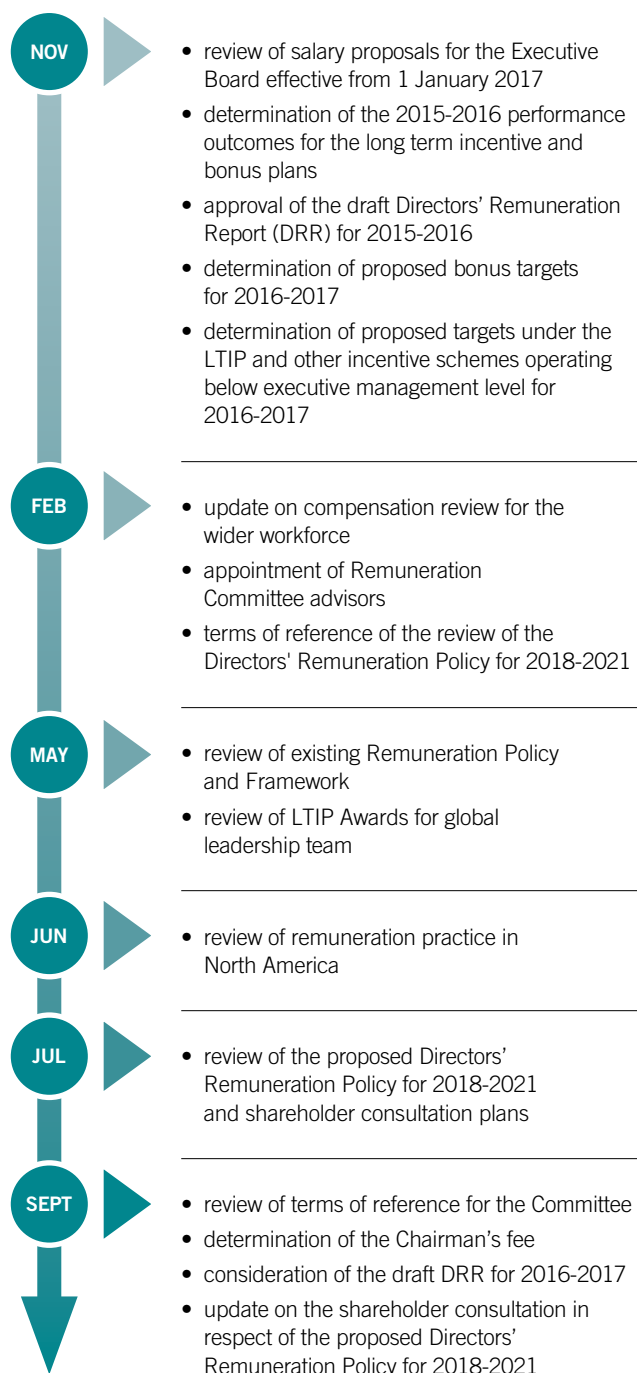 NOV
• review of salary proposals for the Executive
Board effective from 1 January 2017
• determination of the 2015-2016 performance
outcomes for the long term incentive and
bonus plans
• approval of the draft Directors’ Remuneration
Report (DRR) for 2015-2016
• determination of proposed bonus targets
for 2016-2017
• determination of proposed targets under the
LTIP and other incentive schemes operating
below executive management level for
2016-2017
FEB
• update on compensation review for the
wider workforce
• appointment of Remuneration
Committee advisors
• terms of reference of the review of the
Directors' Remuneration Policy for 2018-2021
MAY
• review of existing Remuneration Policy
and Framework
• review of LTIP Awards for global
leadership team
JUN
• review of remuneration practice in
North America
JUL
• review of the proposed Directors’
Remuneration Policy for 2018-2021
and shareholder consultation plans
SEPT
• review of terms of reference for the Committee
• determination of the Chairman’s fee
• consideration of the draft DRR for 2016-2017
• update on the shareholder consultation in
respect of the proposed Directors’
Remuneration Policy for 2018-2021